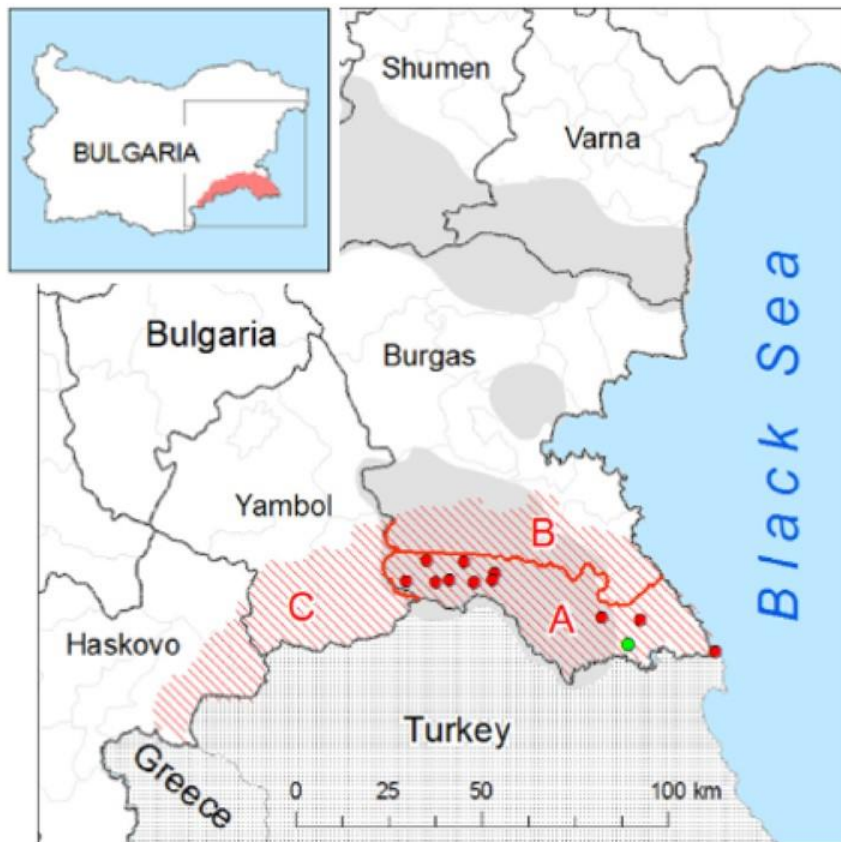 Shumen
Varna
BULGARIA
Black Sea
Bulgaria
Burgas
Yambol
B
C
A
Haskovo
Turkey
Greece
0 25 50 100 km